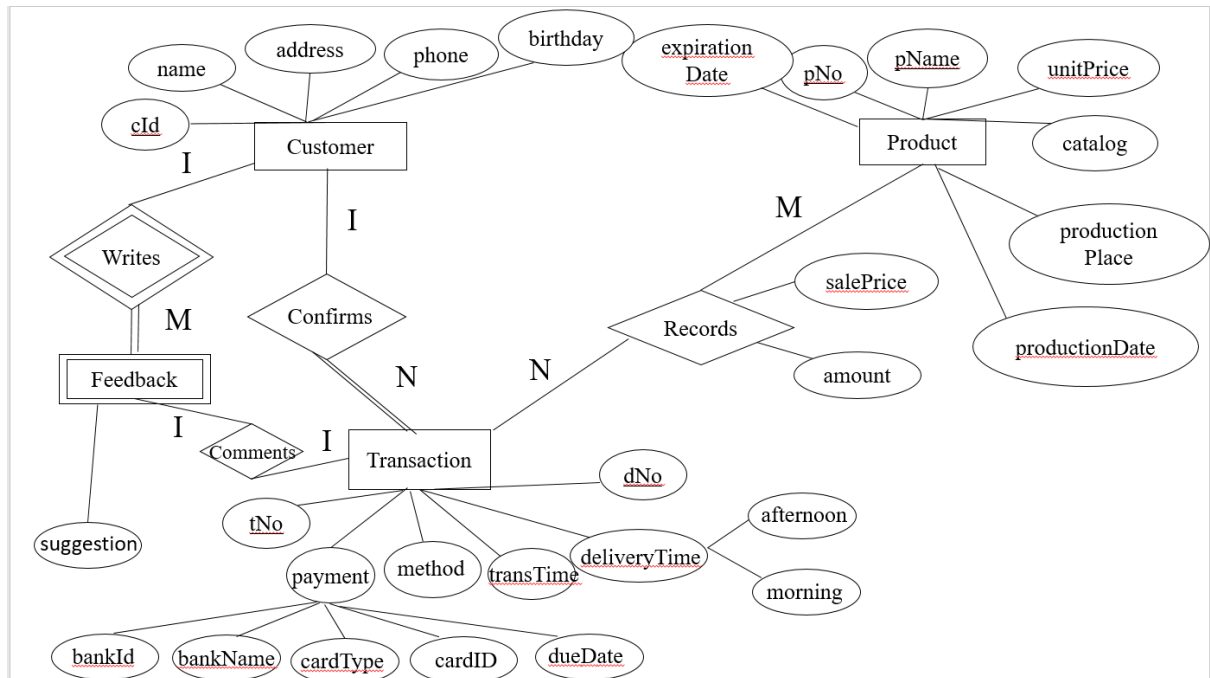 birthday
address
phone
name
expiration
Date
pNo
pName
unitPrice
cId
Customer
Product
catalog
I
I
M
Writes
production
Place
salePrice
Confirms
M
Records
productionDate
N
N
amount
Feedback
I
I
Comments
Transaction
dNo
tNo
afternoon
suggestion
payment
method
transTime
deliveryTime
morning
bankId
bankName
cardType
cardID
dueDate